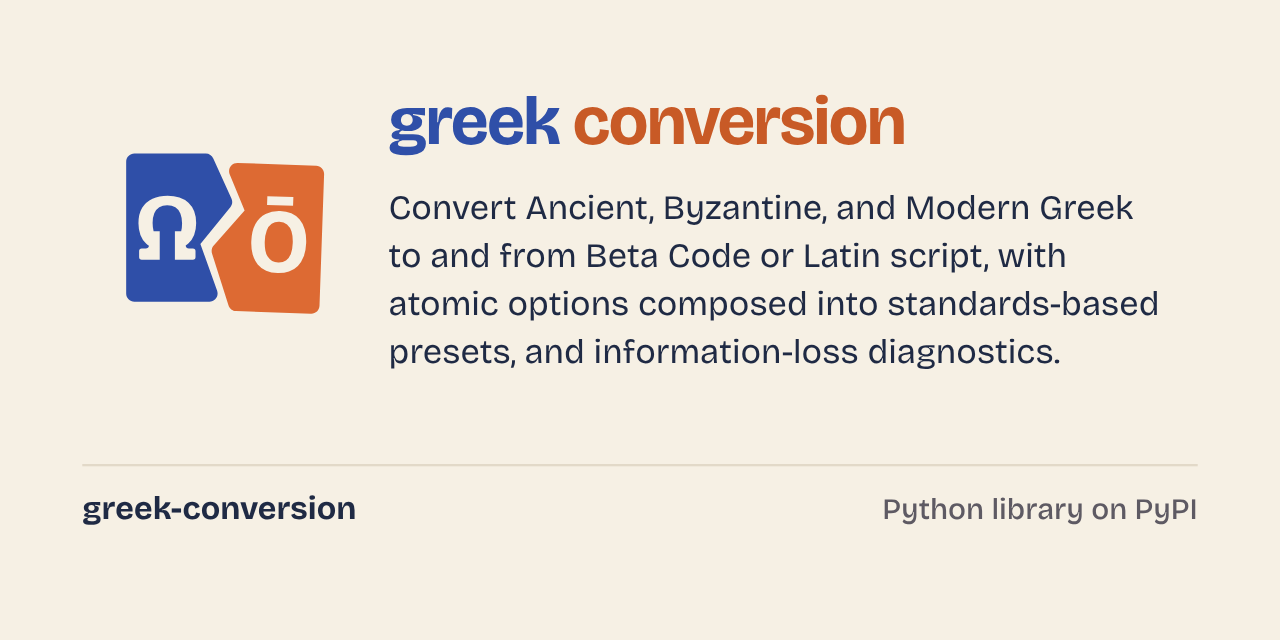 Ω Ō
greek conversion
Convert Ancient, Byzantine, and Modern Greek
to and from Beta Code or Latin script, with
atomic options composed into standards-based
presets, and information-loss diagnostics.
greek-conversion
Python library on PyPI